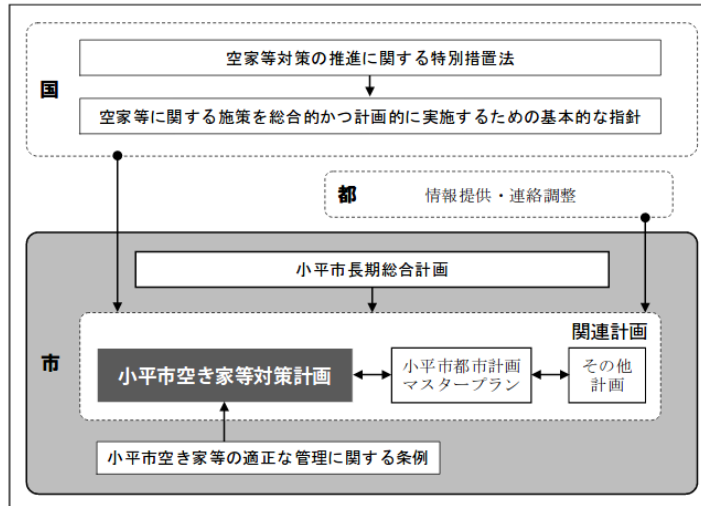 国
空家等対策の推進に関する特別措置法
空家等に関する施策を総合的かつ計画的に実施するための基本的な指針
都
情報提供・連絡調整
市
小平市長期総合計画
関連計画
小平市空き家等対策計画
小平市都市計画
マスタープラン
その他
計画
小平市空き家等の適正な管理に関する条例